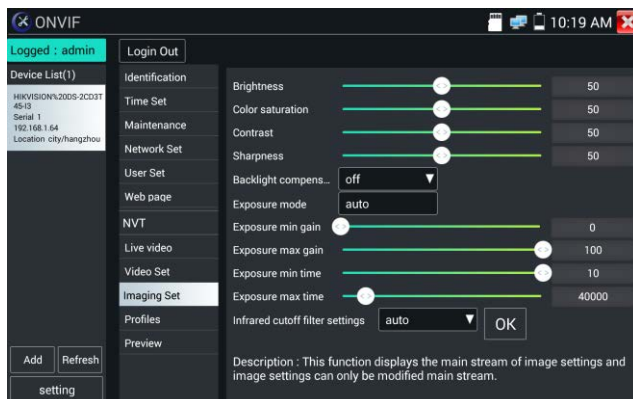 ONVIF
10:19 AM
Logged : admin
Login Out
Device List(1)
HIKVISION%20DS-2CD3T
45-I3
Serial 1
192.168.1.64
Location city/hangzhou
Add
Refresh
setting
Identification
Time Set
Maintenance
Network Set
User Set
Web page
NVT
Live video
Video Set
Imaging Set
Profiles
Preview
Brightness 50
Color saturation 50
Contrast 50
Sharpness 50
Backlight compens... off
Exposure mode auto
Exposure min gain 0
Exposure max gain 100
Exposure min time 10
Exposure max time 40000
Infrared cutoff filter settings auto OK
Description : This function displays the main stream of image settings and
image settings can only be modified main stream.